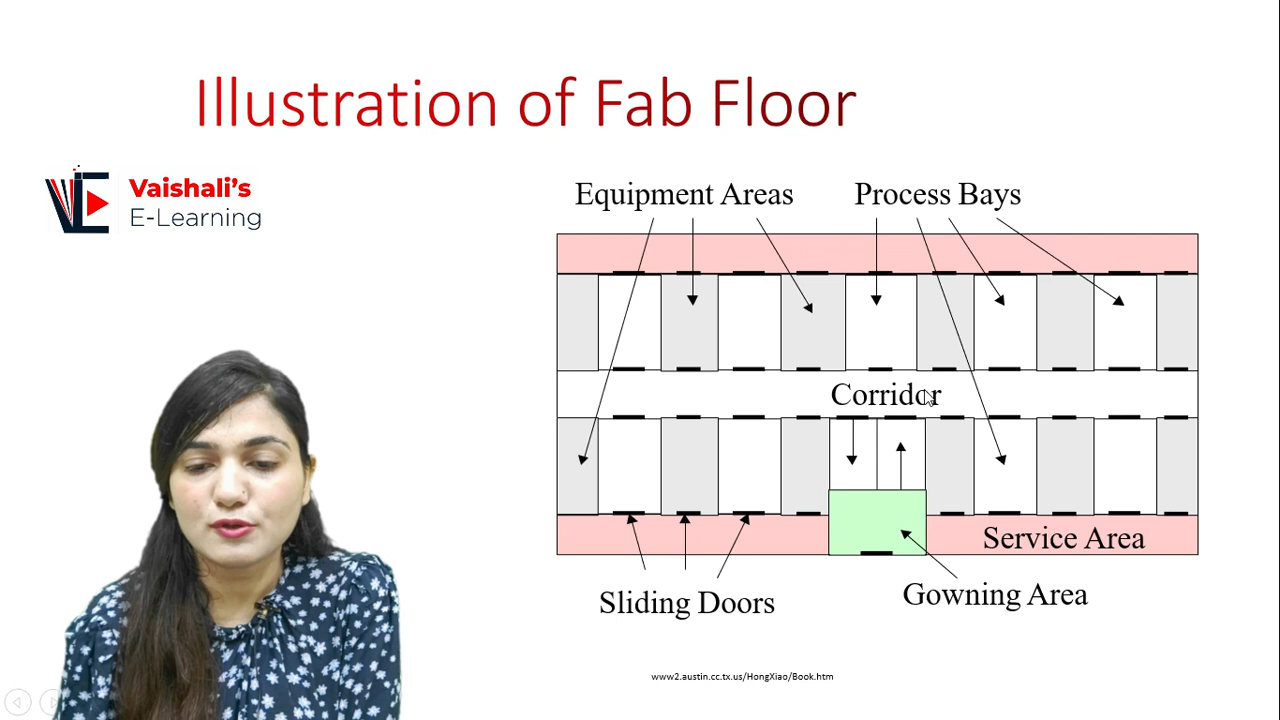 Illustration of Fab Floor
Vaishali's
E-Learning
Equipment Areas
Process Bays
Corridor
Service Area
Sliding Doors
Gowning Area
www2.austin.cc.tx.us/HongXiao/Book.htm